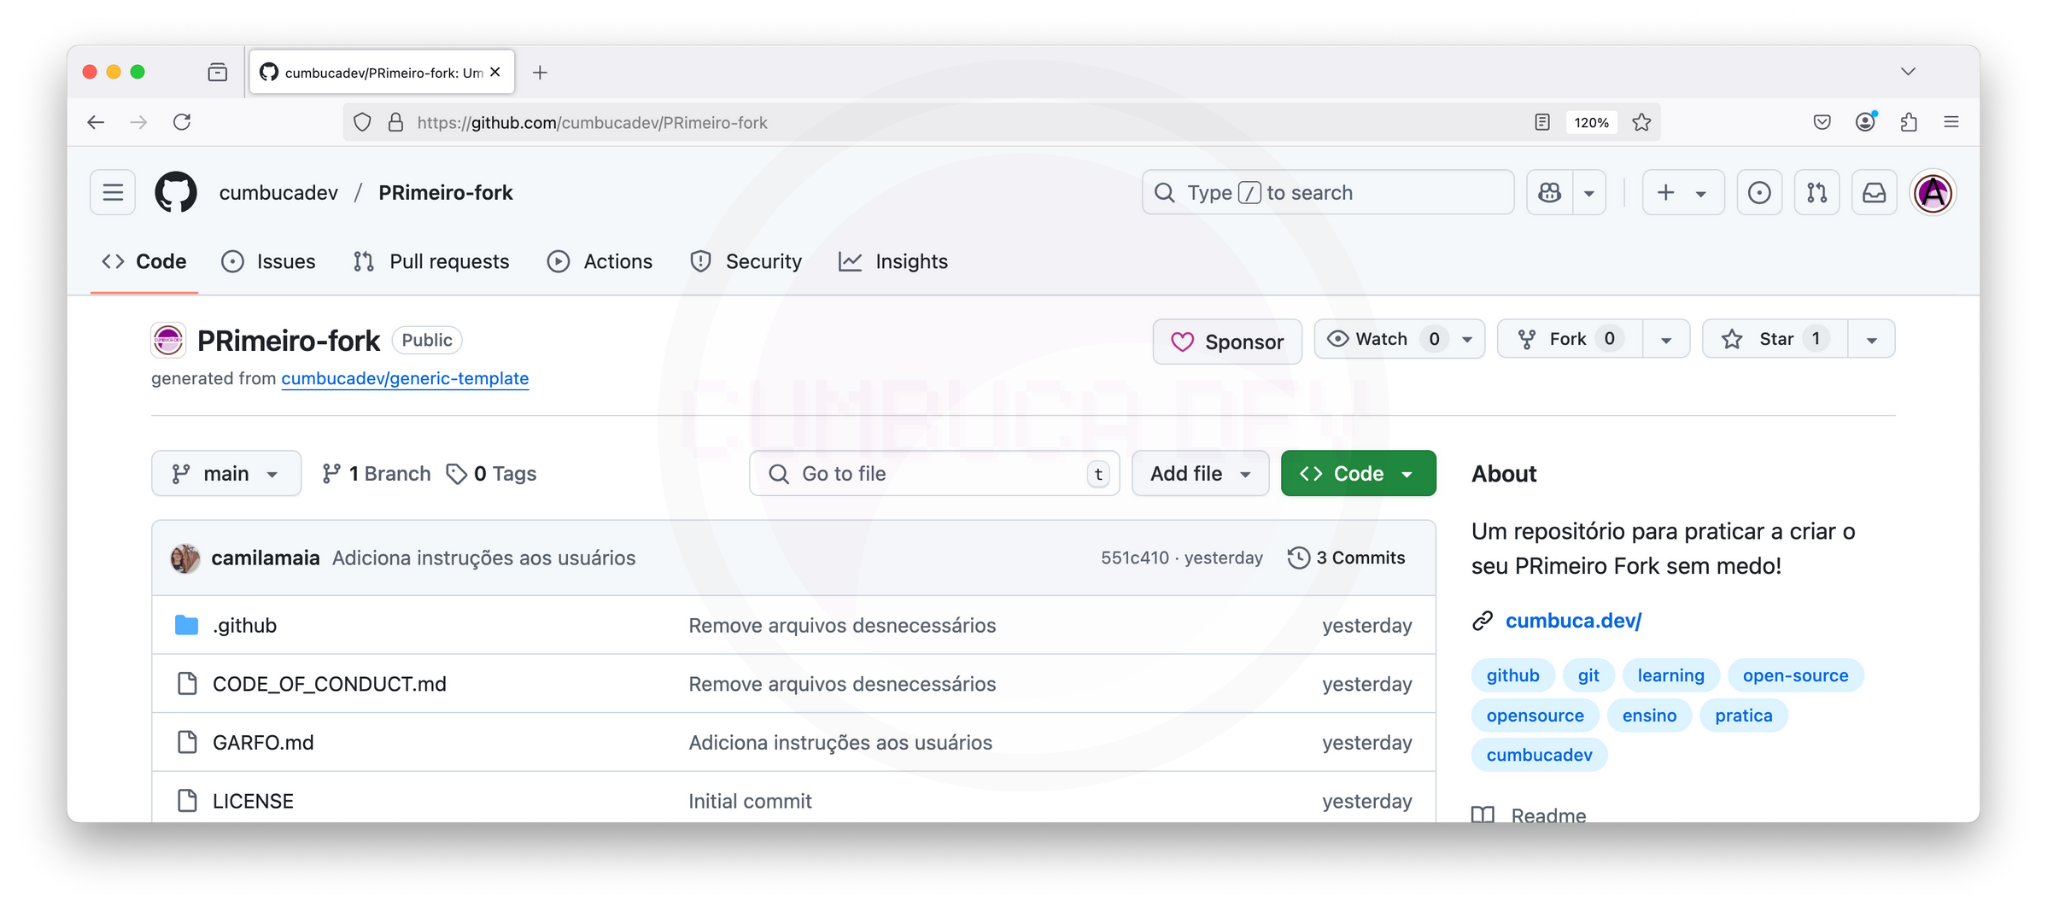 cumbucadev/PRimeiro-fork: Um
https://github.com/cumbucadev/PRimeiro-fork
120%
cumbucadev / PRimeiro-fork
Type / to search
A
Code Issues Pull requests Actions Security Insights
PRimeiro-fork Public
Sponsor Watch 0 Fork 0 Star 1
generated from cumbucadev/generic-template
CUMBUCA DEV
main 1 Branch 0 Tags
Go to file t Add file Code
About
Um repositório para praticar a criar o
seu PRimeiro Fork sem medo!
cumbuca.dev/
github git learning open-source
opensource ensino pratica
cumbucadev
Readme
camilamaia Adiciona instruções aos usuários 551c410 · yesterday 3 Commits
.github Remove arquivos desnecessários yesterday
CODE_OF_CONDUCT.md Remove arquivos desnecessários yesterday
GARFO.md Adiciona instruções aos usuários yesterday
LICENSE Initial commit yesterday